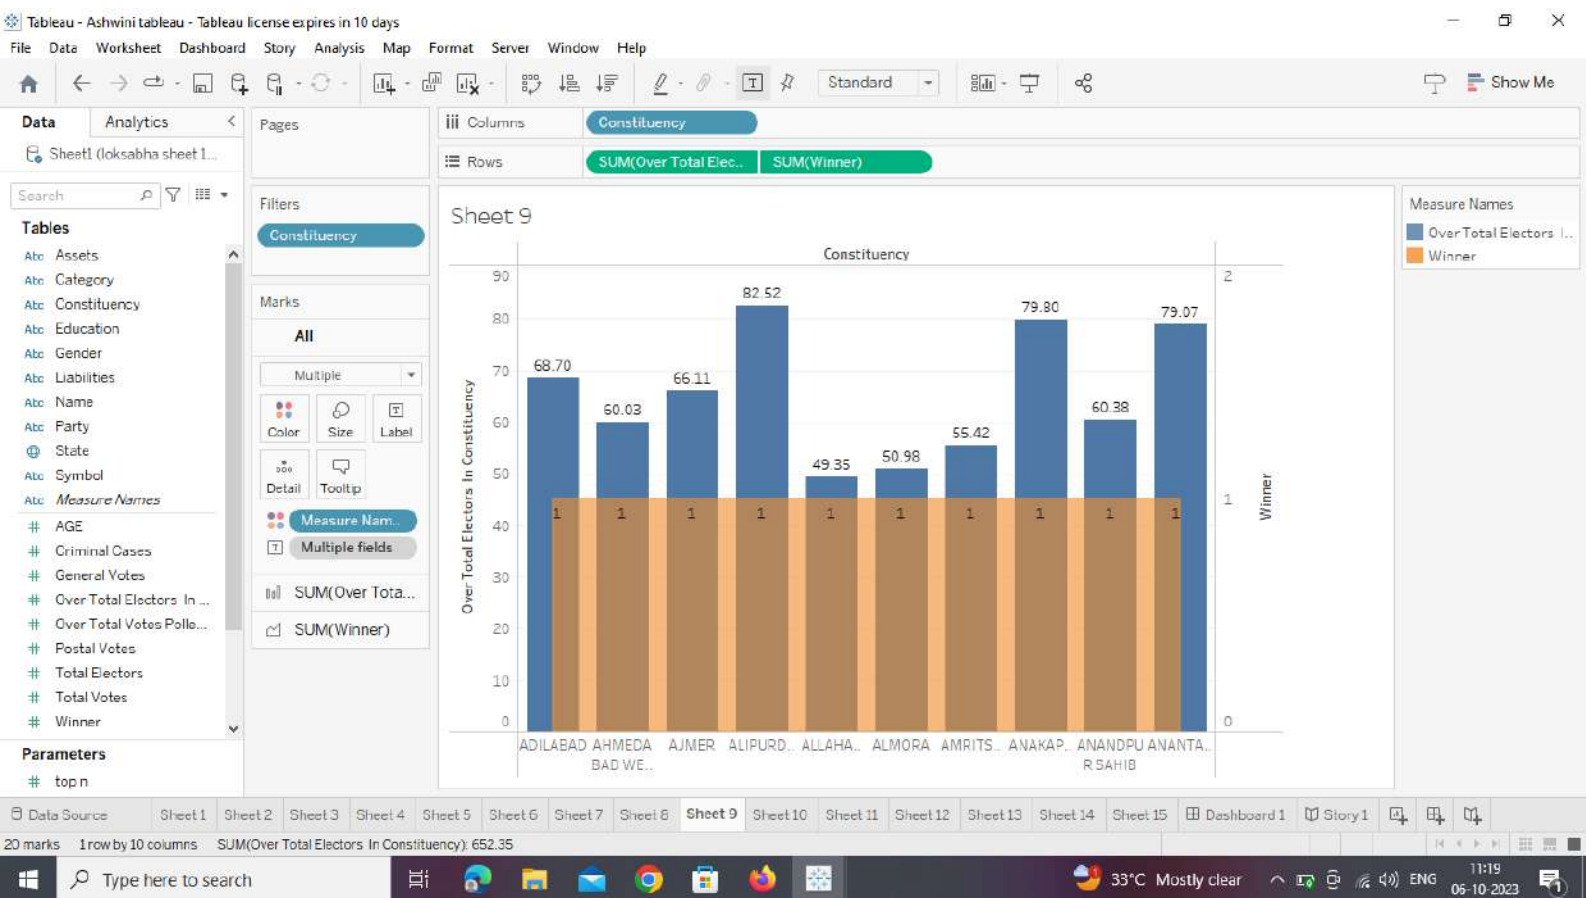 Tableau - Ashwini tableau - Tableau license expires in 10 days
File Data Worksheet Dashboard Story Analysis Map Format Server Window Help
Standard
Show Me
Data Analytics
Sheet1 (loksabha sheet 1...
Search
Tables
Abc Assets
Abc Category
Abc Constituency
Abc Education
Abc Gender
Abc Liabilities
Abc Name
Abc Party
State
Abc Symbol
Abc Measure Names
# AGE
# Criminal Cases
# General Votes
# Over Total Electors In ...
# Over Total Votes Polle...
# Postal Votes
# Total Electors
# Total Votes
# Winner
Parameters
# top n
Pages
Filters
Constituency
Marks
All
Multiple
Color Size Label
Detail Tooltip
Measure Nam..
Multiple fields
SUM(Over Tota...
SUM(Winner)
Columns Constituency
Rows SUM(Over Total Elec.. SUM(Winner)
Sheet 9
Constituency
Over Total Electors In Constituency
90
80
70
60
50
40
30
20
10
0
68.70
60.03
66.11
82.52
49.35
50.98
55.42
79.80
60.38
79.07
1 1 1 1 1 1 1 1 1 1
2
1
0
Winner
ADILABAD AHMEDA ̣AJMER ALIPURD.. ALLAHA.. ALMORA AMRITS.. ANAKAP.. ANANDPU ANANTA..
BAD WE.. R SAHIB
Measure Names
Over Total Electors I..
Winner
Data Source Sheet 1 Sheet 2 Sheet 3 Sheet 4 Sheet 5 Sheet 6 Sheet 7 Sheet 8 Sheet 9 Sheet 10 Sheet 11 Sheet 12 Sheet 13 Sheet 14 Sheet 15 Dashboard 1 Story 1
20 marks 1 row by 10 columns SUM(Over Total Electors In Constituency): 652.35
Type here to search
33°C Mostly clear
ENG
11:19
06-10-2023
1